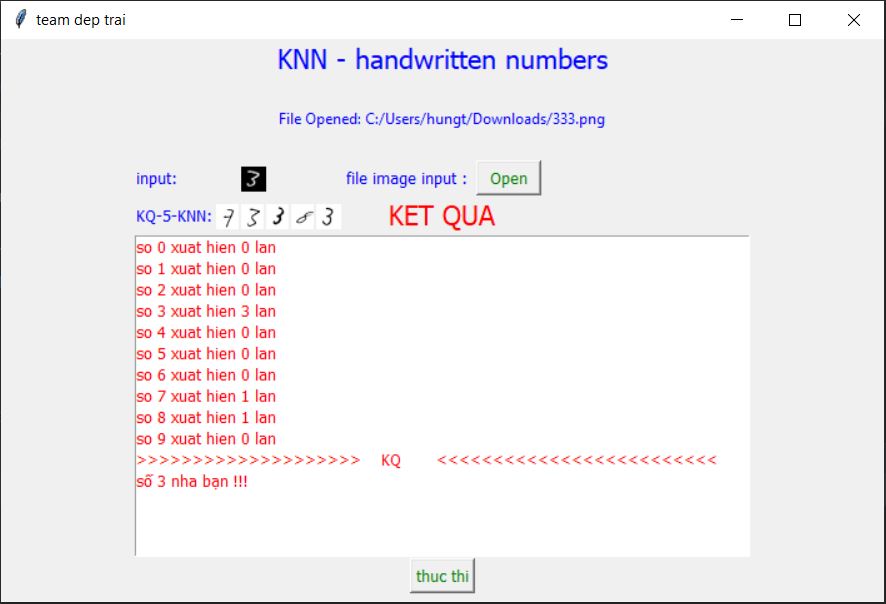 team dep trai
KNN - handwritten numbers
File Opened: C:/Users/hungt/Downloads/333.png
input: 3 file image input : Open
KQ-5-KNN: 7 3 3 8 3 KET QUA
so 0 xuat hien 0 lan
so 1 xuat hien 0 lan
so 2 xuat hien 0 lan
so 3 xuat hien 3 lan
so 4 xuat hien 0 lan
so 5 xuat hien 0 lan
so 6 xuat hien 0 lan
so 7 xuat hien 1 lan
so 8 xuat hien 1 lan
so 9 xuat hien 0 lan
>>>>>>>>>>>>>>>>>>>> KQ <<<<<<<<<<<<<<<<<<<<<<<<<
số 3 nha bạn !!!
thuc thi